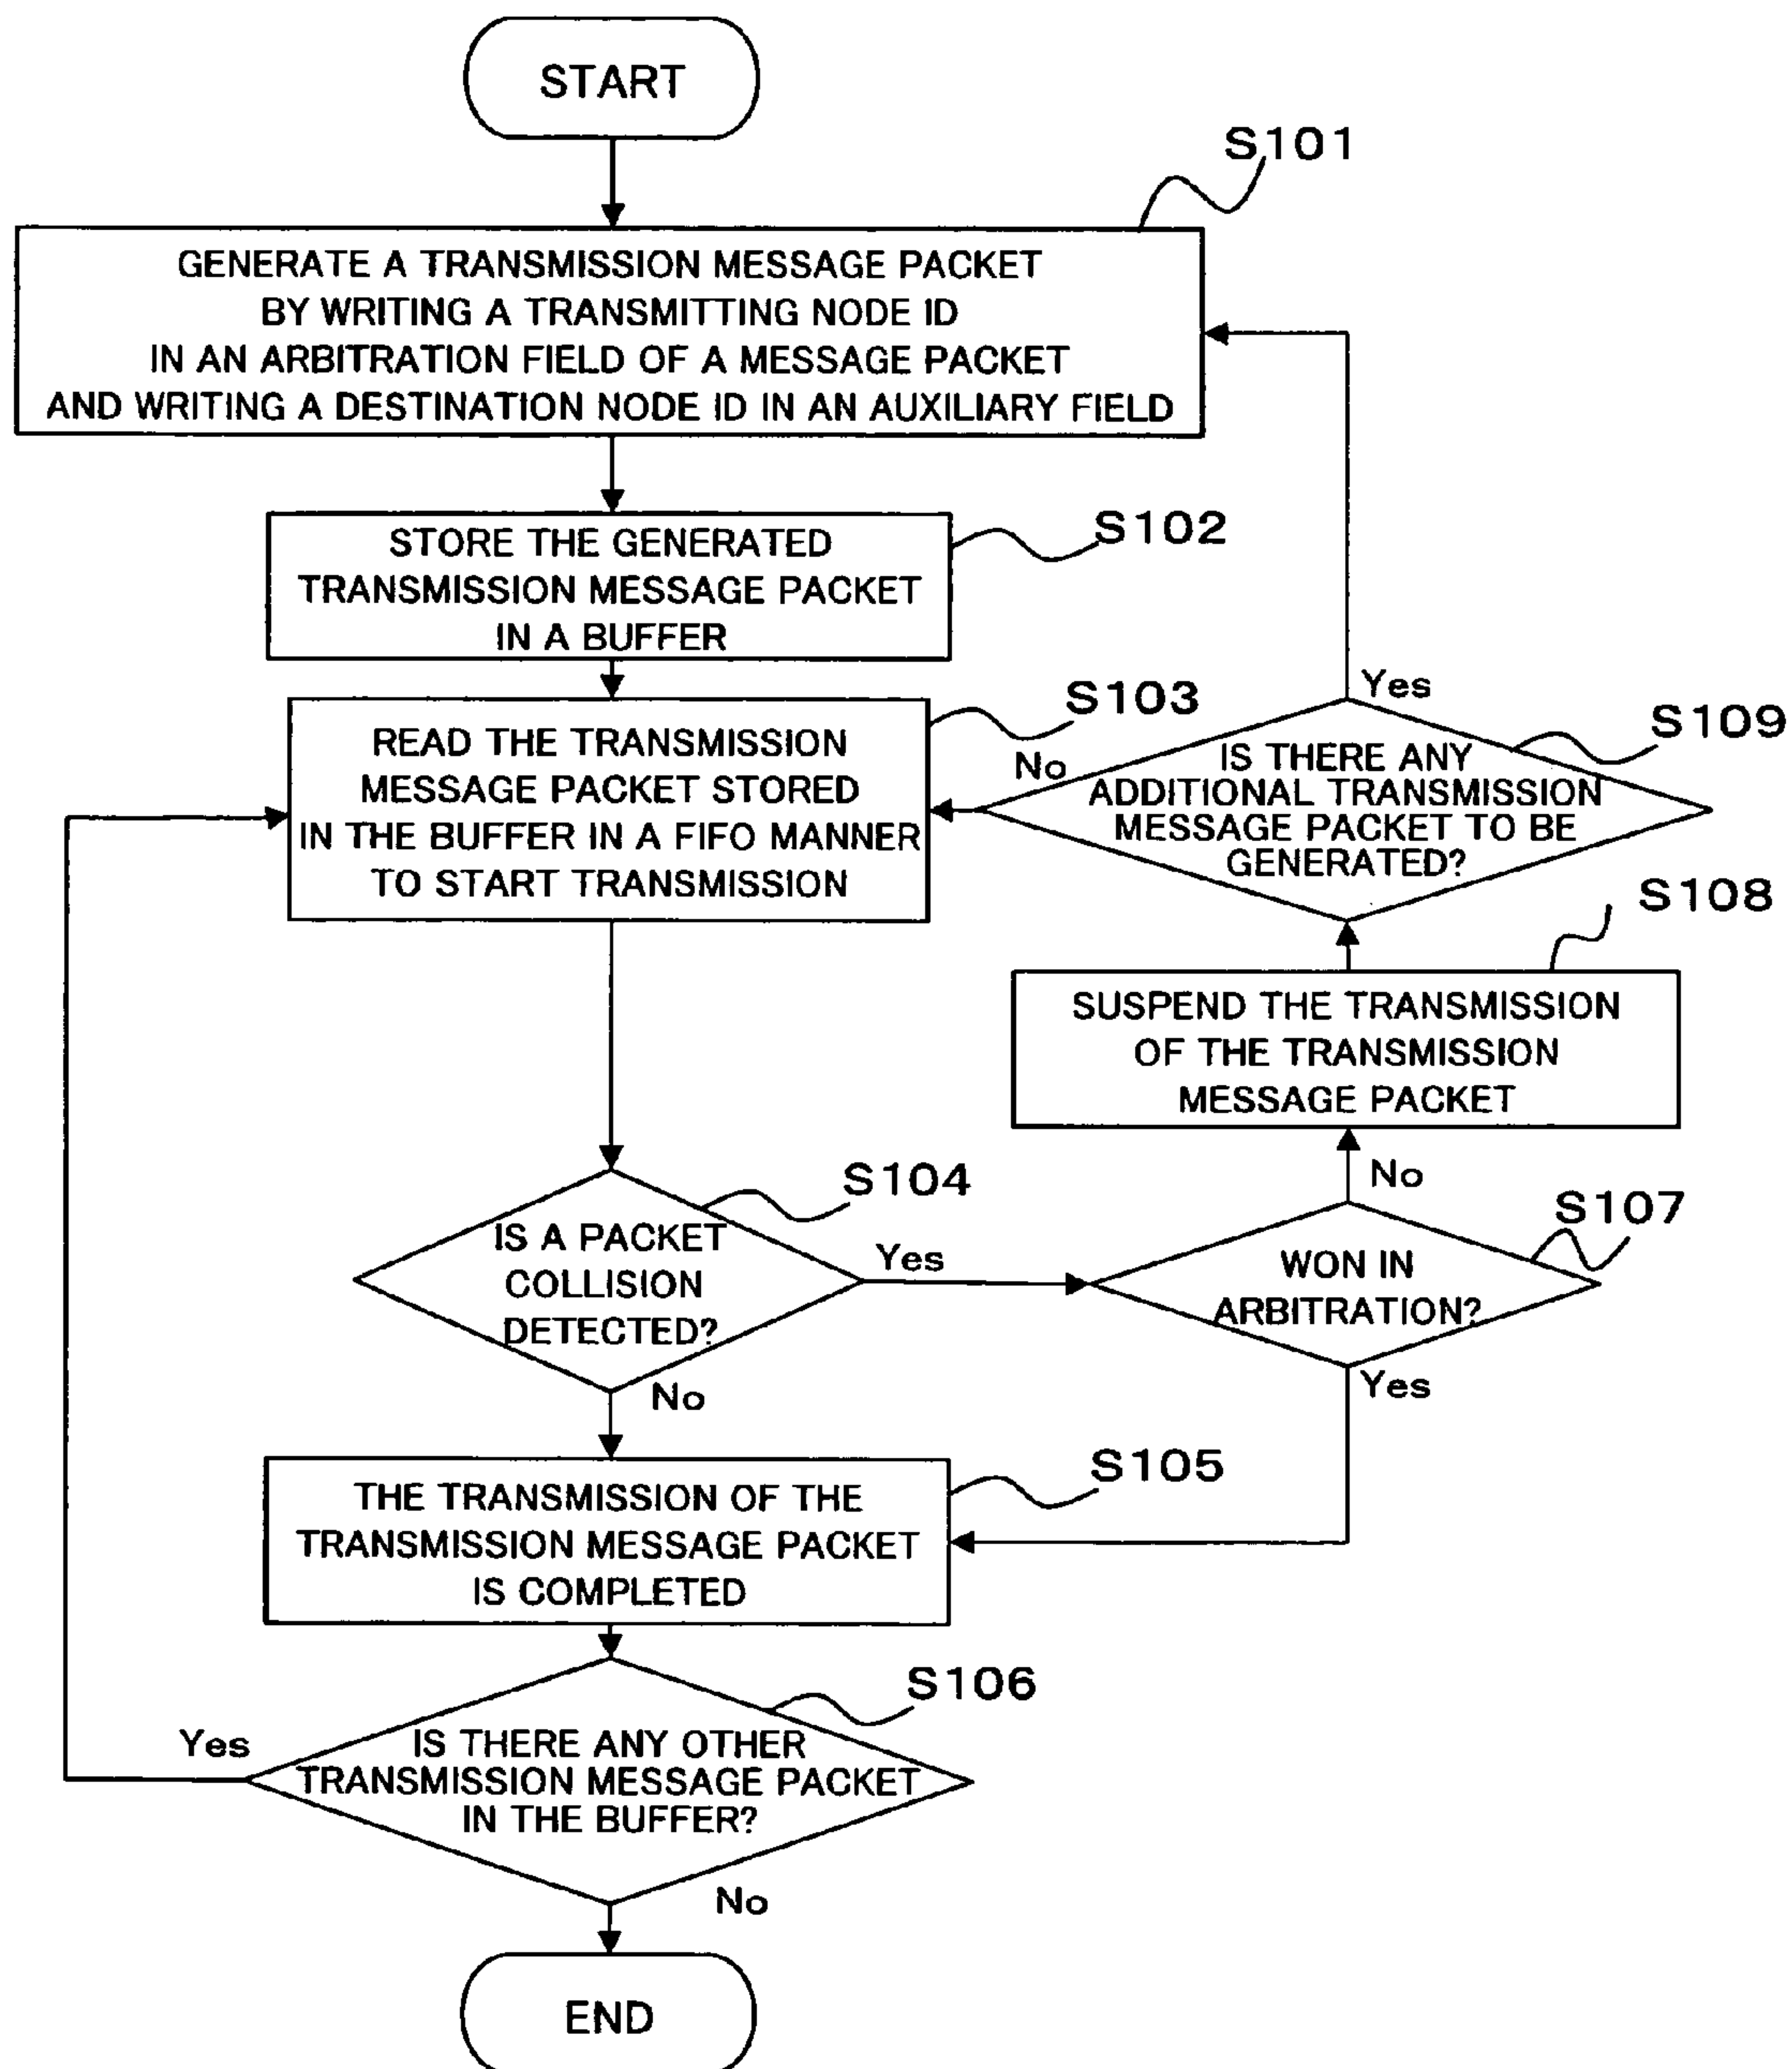 START
S101
GENERATE A TRANSMISSION MESSAGE PACKET
BY WRITING A TRANSMITTING NODE ID
IN AN ARBITRATION FIELD OF A MESSAGE PACKET
AND WRITING A DESTINATION NODE ID IN AN AUXILIARY FIELD
S102
STORE THE GENERATED
TRANSMISSION MESSAGE PACKET
IN A BUFFER
S103
READ THE TRANSMISSION
MESSAGE PACKET STORED
IN THE BUFFER IN A FIFO MANNER
TO START TRANSMISSION
Yes
S109
No
IS THERE ANY
ADDITIONAL TRANSMISSION
MESSAGE PACKET TO BE
GENERATED?
S108
SUSPEND THE TRANSMISSION
OF THE TRANSMISSION
MESSAGE PACKET
S104
IS A PACKET
COLLISION
DETECTED?
Yes
No
No
S107
WON IN
ARBITRATION?
Yes
S105
THE TRANSMISSION OF THE
TRANSMISSION MESSAGE PACKET
IS COMPLETED
S106
Yes
IS THERE ANY OTHER
TRANSMISSION MESSAGE PACKET
IN THE BUFFER?
No
END